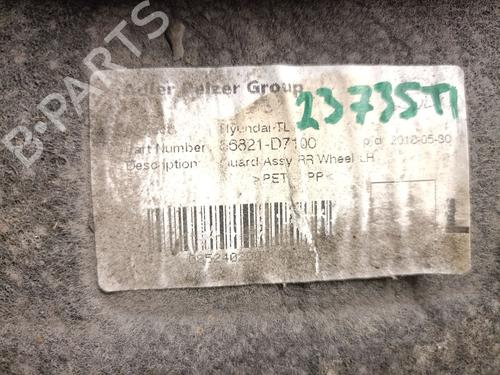 B-PARTS
Adler Pelzer Group
23735TI
Hyundai-TL
Part Number 86821-D7100
p.d. 2018-05-30
Description Guard Assy RR Wheel LH
>PET PP<